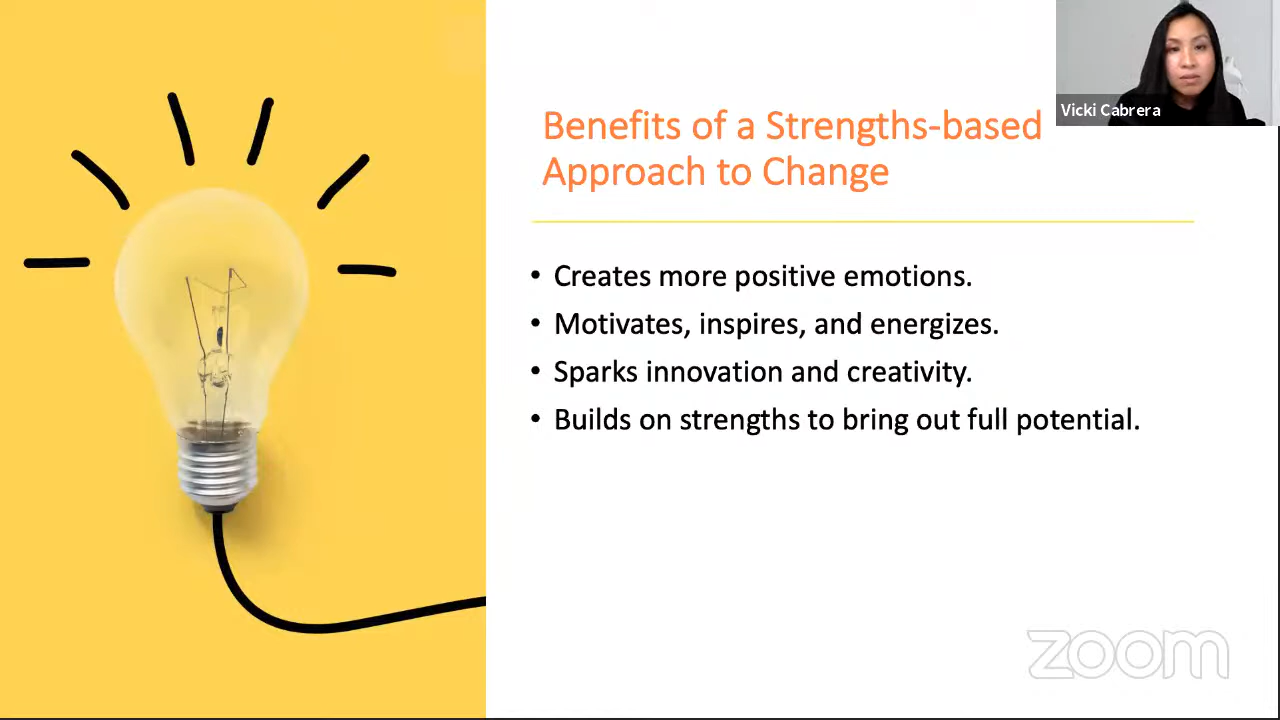 Vicki Cabrera
Benefits of a Strengths-based
Approach to Change
• Creates more positive emotions.
• Motivates, inspires, and energizes.
• Sparks innovation and creativity.
• Builds on strengths to bring out full potential.
zoom